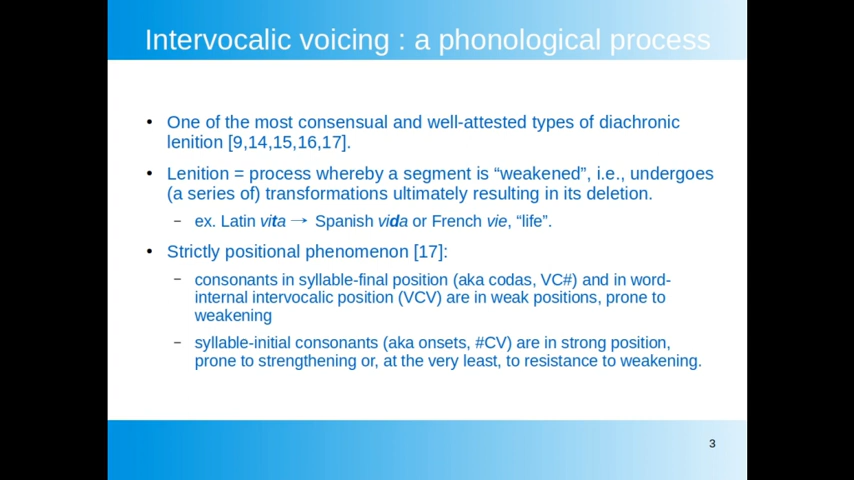 Intervocalic voicing : a phonological process
• One of the most consensual and well-attested types of diachronic
lenition [9,14,15,16,17].
• Lenition = process whereby a segment is “weakened”, i.e., undergoes
(a series of) transformations ultimately resulting in its deletion.
– ex. Latin vita → Spanish vida or French vie, “life”.
• Strictly positional phenomenon [17]:
– consonants in syllable-final position (aka codas, VC#) and in word-
internal intervocalic position (VCV) are in weak positions, prone to
weakening
– syllable-initial consonants (aka onsets, #CV) are in strong position,
prone to strengthening or, at the very least, to resistance to weakening.
3